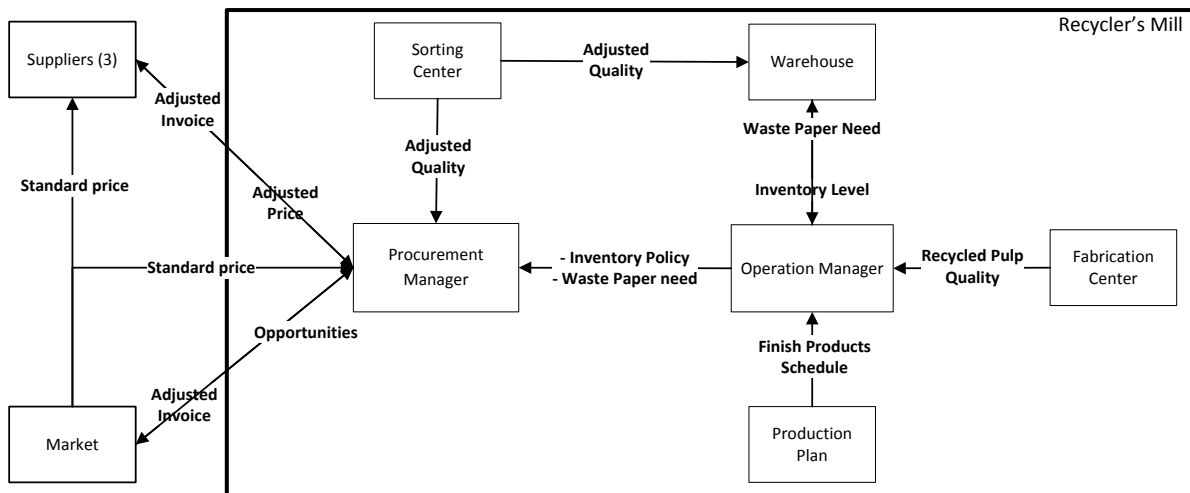 Recycler's Mill
Suppliers (3)
Sorting
Center
Adjusted
Quality
Warehouse
Adjusted
Invoice
Adjusted
Quality
Waste Paper Need
Standard price
Adjusted
Price
Inventory Level
Procurement
Manager
- Inventory Policy
- Waste Paper need
Operation Manager
Recycled Pulp
Quality
Fabrication
Center
Standard price
Opportunities
Finish Products
Schedule
Adjusted
Invoice
Market
Production
Plan